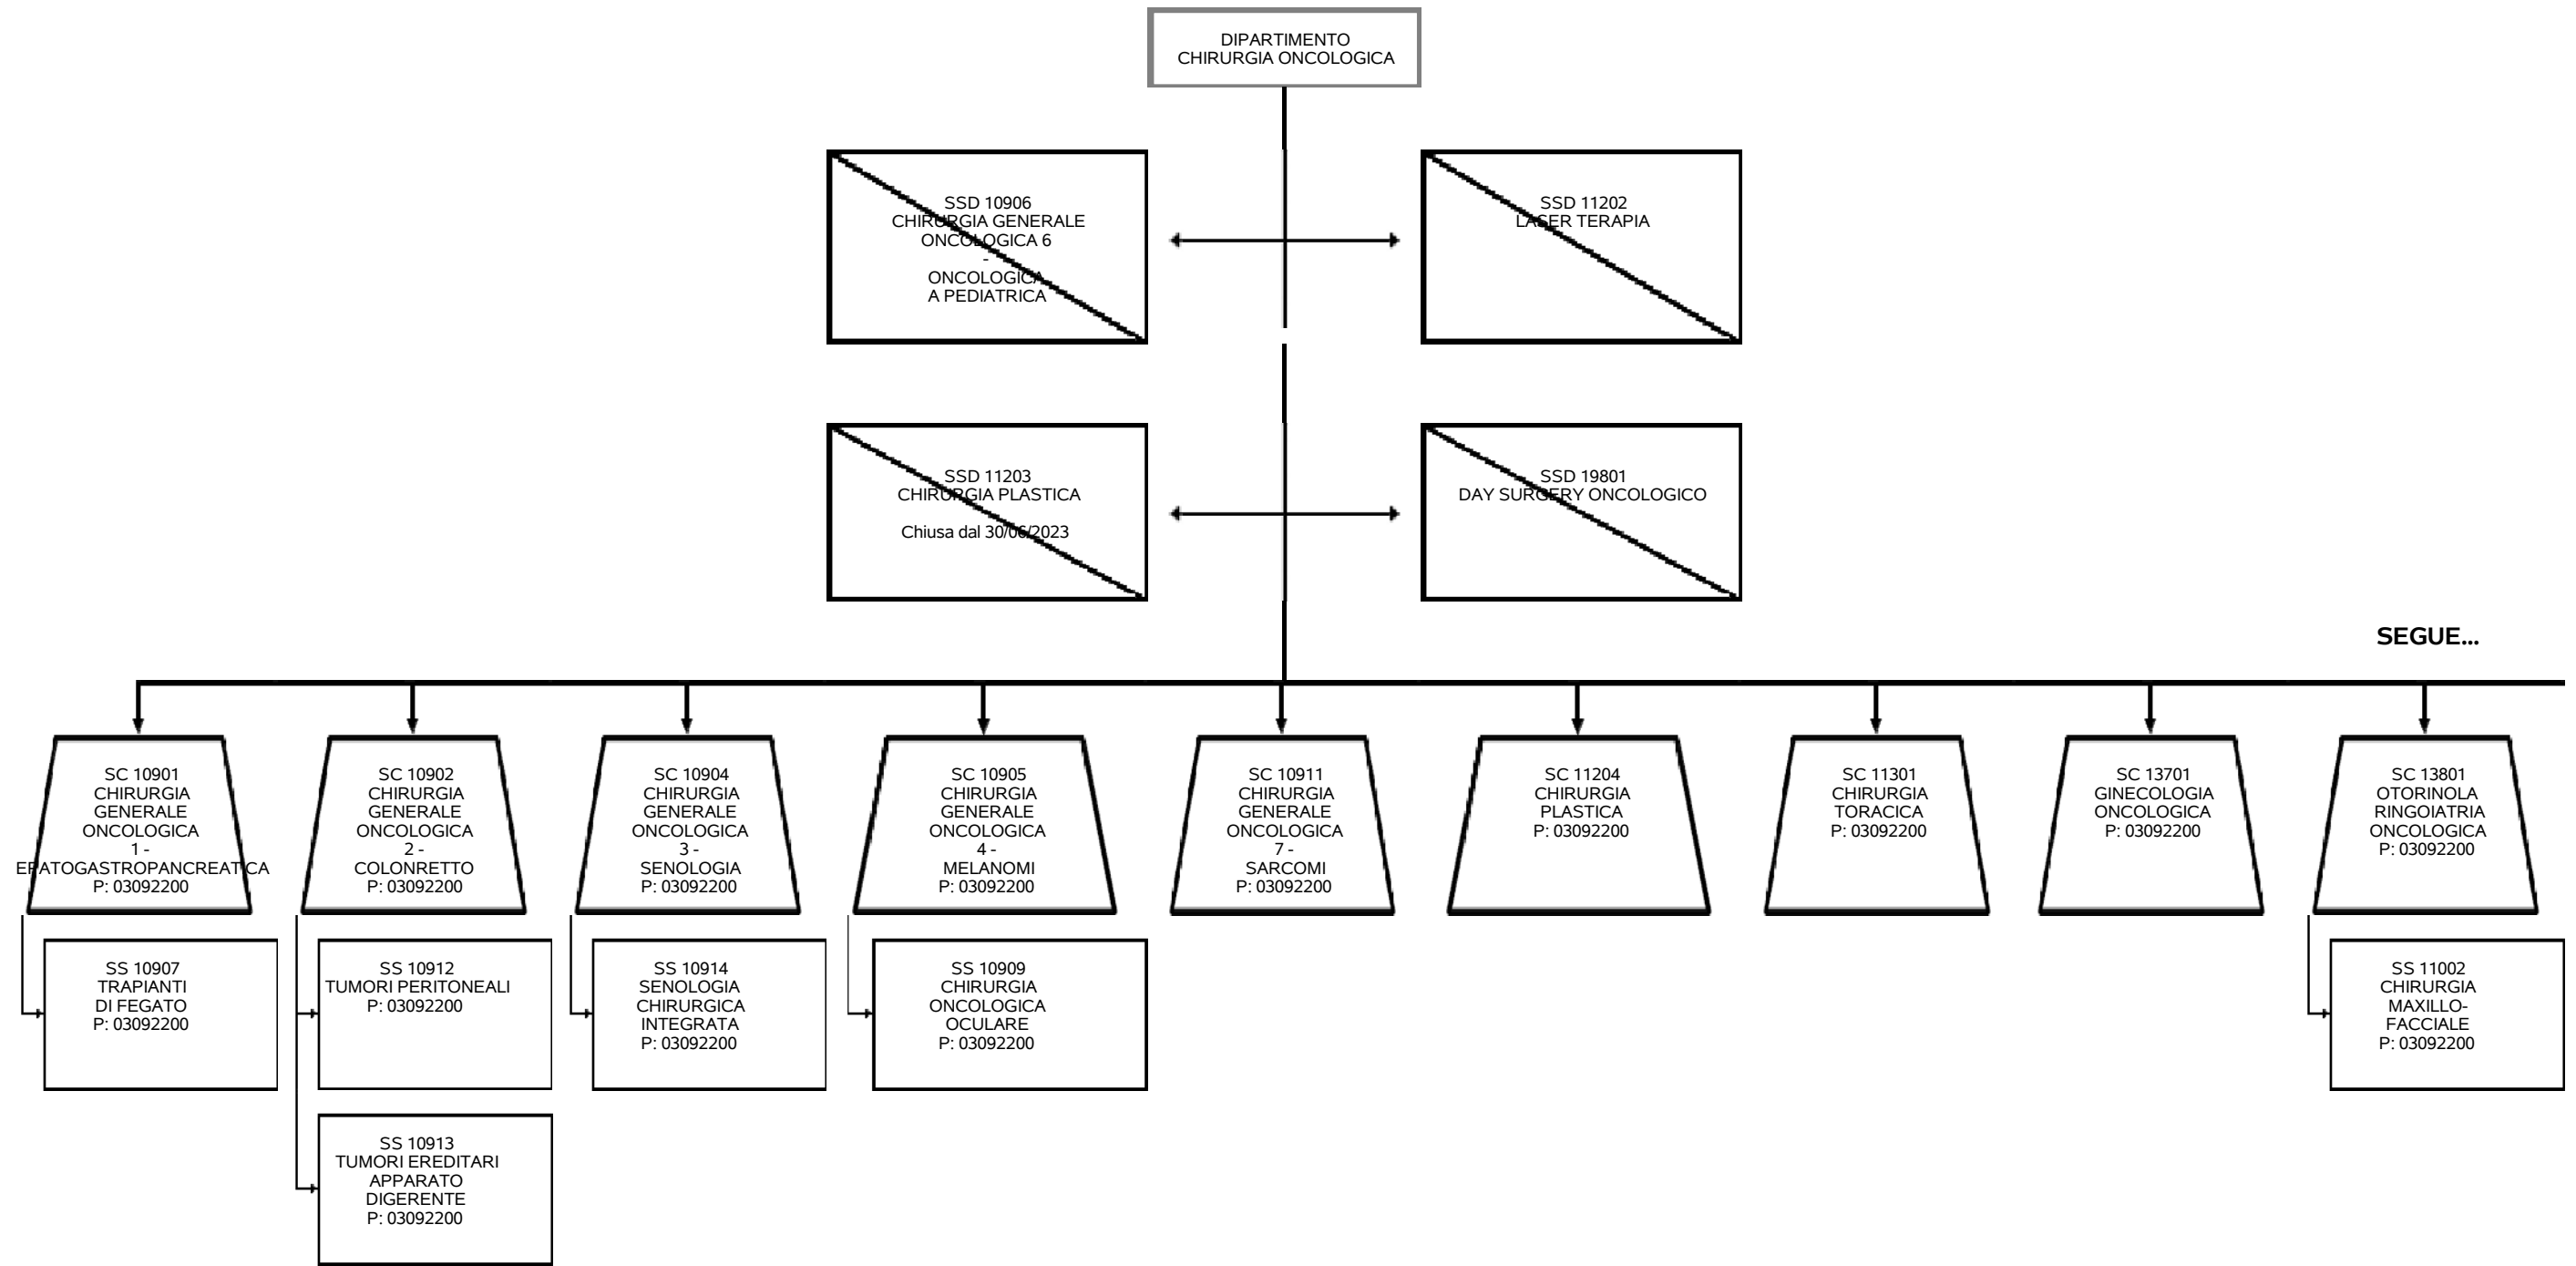 DIPARTIMENTO
CHIRURGIA ONCOLOGICA
SSD 10906
CHIRURGIA GENERALE
ONCOLOGICA 6
-
ONCOLOGICA
A PEDIATRICA
SSD 11202
LASER TERAPIA
SSD 11203
CHIRURGIA PLASTICA
Chiusa dal 30/06/2023
SSD 19801
DAY SURGERY ONCOLOGICO
SEGUE...
SC 10901
CHIRURGIA
GENERALE
ONCOLOGICA
1 -
EPATOGASTROPANCREATICA
P: 03092200
SC 10902
CHIRURGIA
GENERALE
ONCOLOGICA
2 -
COLONRETTO
P: 03092200
SC 10904
CHIRURGIA
GENERALE
ONCOLOGICA
3 -
SENOLOGIA
P: 03092200
SC 10905
CHIRURGIA
GENERALE
ONCOLOGICA
4 -
MELANOMI
P: 03092200
SC 10911
CHIRURGIA
GENERALE
ONCOLOGICA
7 -
SARCOMI
P: 03092200
SC 11204
CHIRURGIA
PLASTICA
P: 03092200
SC 11301
CHIRURGIA
TORACICA
P: 03092200
SC 13701
GINECOLOGIA
ONCOLOGICA
P: 03092200
SC 13801
OTORINOLA
RINGOIATRIA
ONCOLOGICA
P: 03092200
SS 10907
TRAPIANTI
DI FEGATO
P: 03092200
SS 10912
TUMORI PERITONEALI
P: 03092200
SS 10914
SENOLOGIA
CHIRURGICA
INTEGRATA
P: 03092200
SS 10909
CHIRURGIA
ONCOLOGICA
OCULARE
P: 03092200
SS 11002
CHIRURGIA
MAXILLO-
FACCIALE
P: 03092200
SS 10913
TUMORI EREDITARI
APPARATO
DIGERENTE
P: 03092200